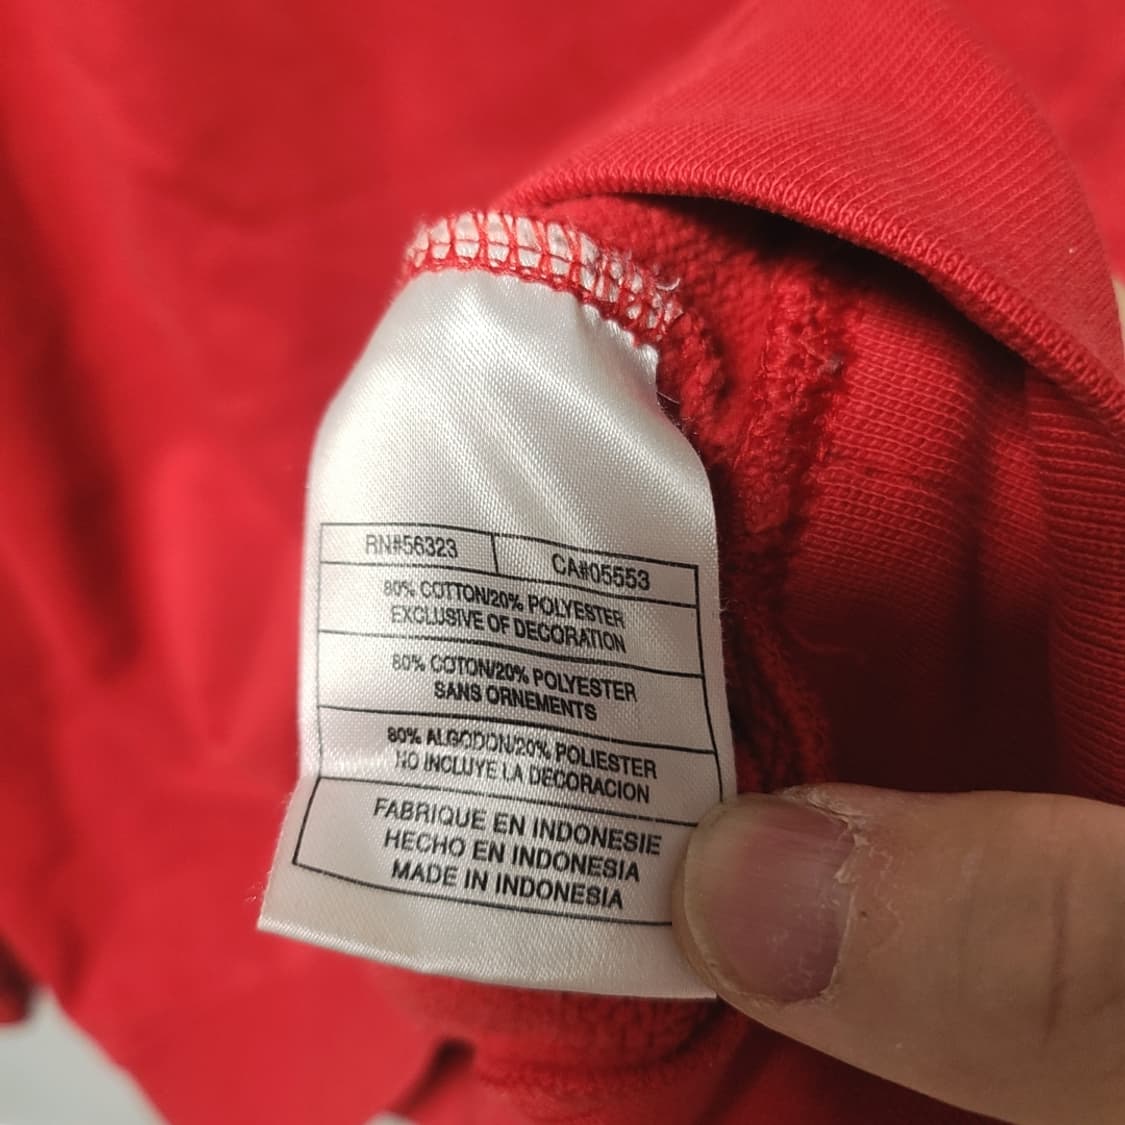 RN#56323 CA#05553
80% COTTON/20% POLYESTER
EXCLUSIVE OF DECORATION
80% COTON/20% POLYESTER
SANS ORNEMENTS
80% ALGODON/20% POLIESTER
NO INCLUYE LA DECORACION
FABRIQUE EN INDONESIE
HECHO EN INDONESIA
MADE IN INDONESIA